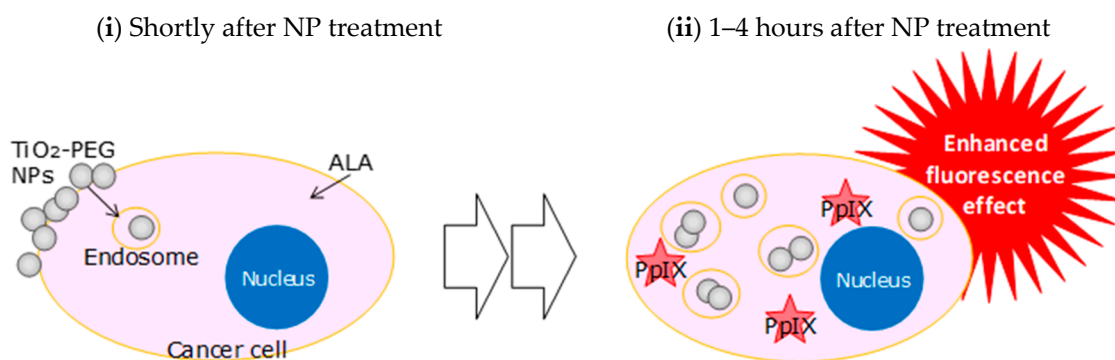 (i) Shortly after NP treatment
(ii) 1–4 hours after NP treatment
TiO2-PEG
NPs
ALA
Endosome
Nucleus
Cancer cell
PpIX
PpIX
PpIX
Nucleus
Enhanced
fluorescence
effect